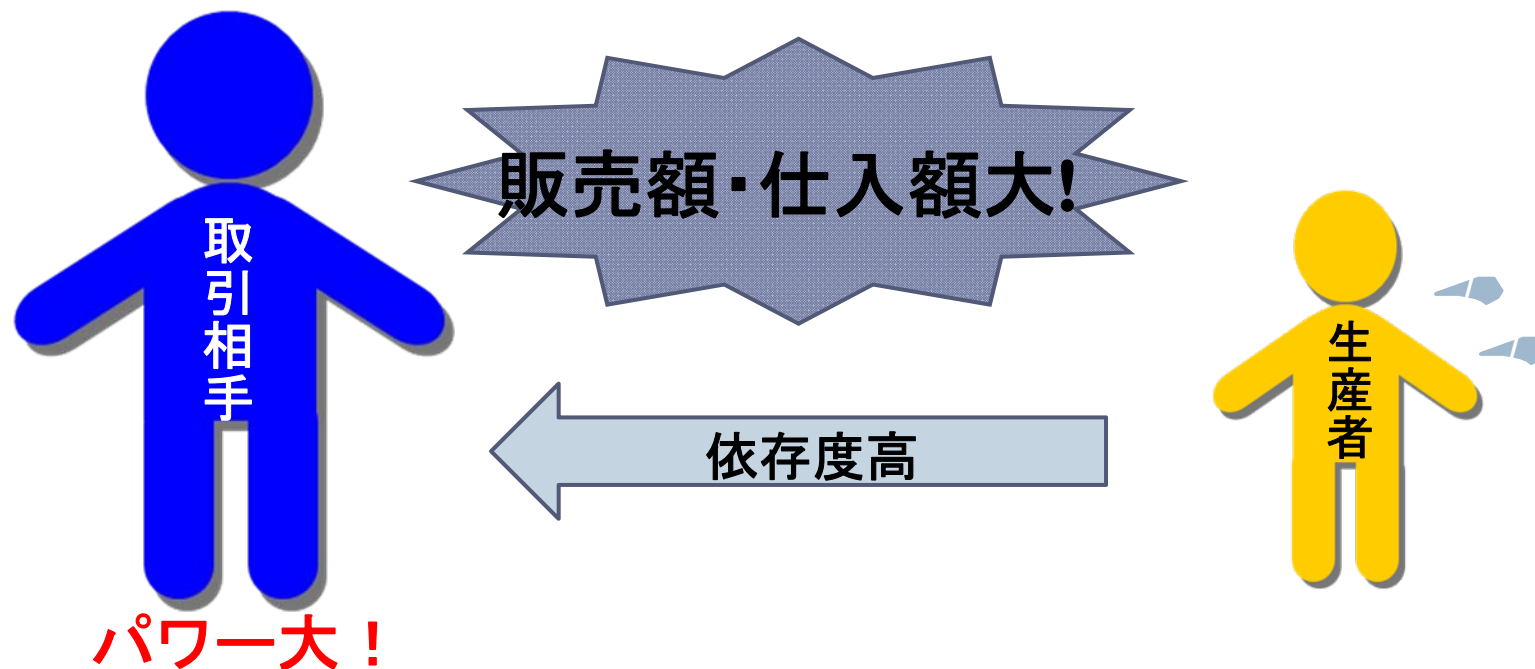 販売額・仕入額大!
取引相手
生産者
依存度高
パワー大！